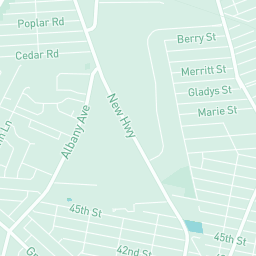 Poplar Rd
Berry St
Cedar Rd
Merritt St
Gladys St
New Hwy
Marie St
Albany Ave
Ln
45th St
45th St
42nd St